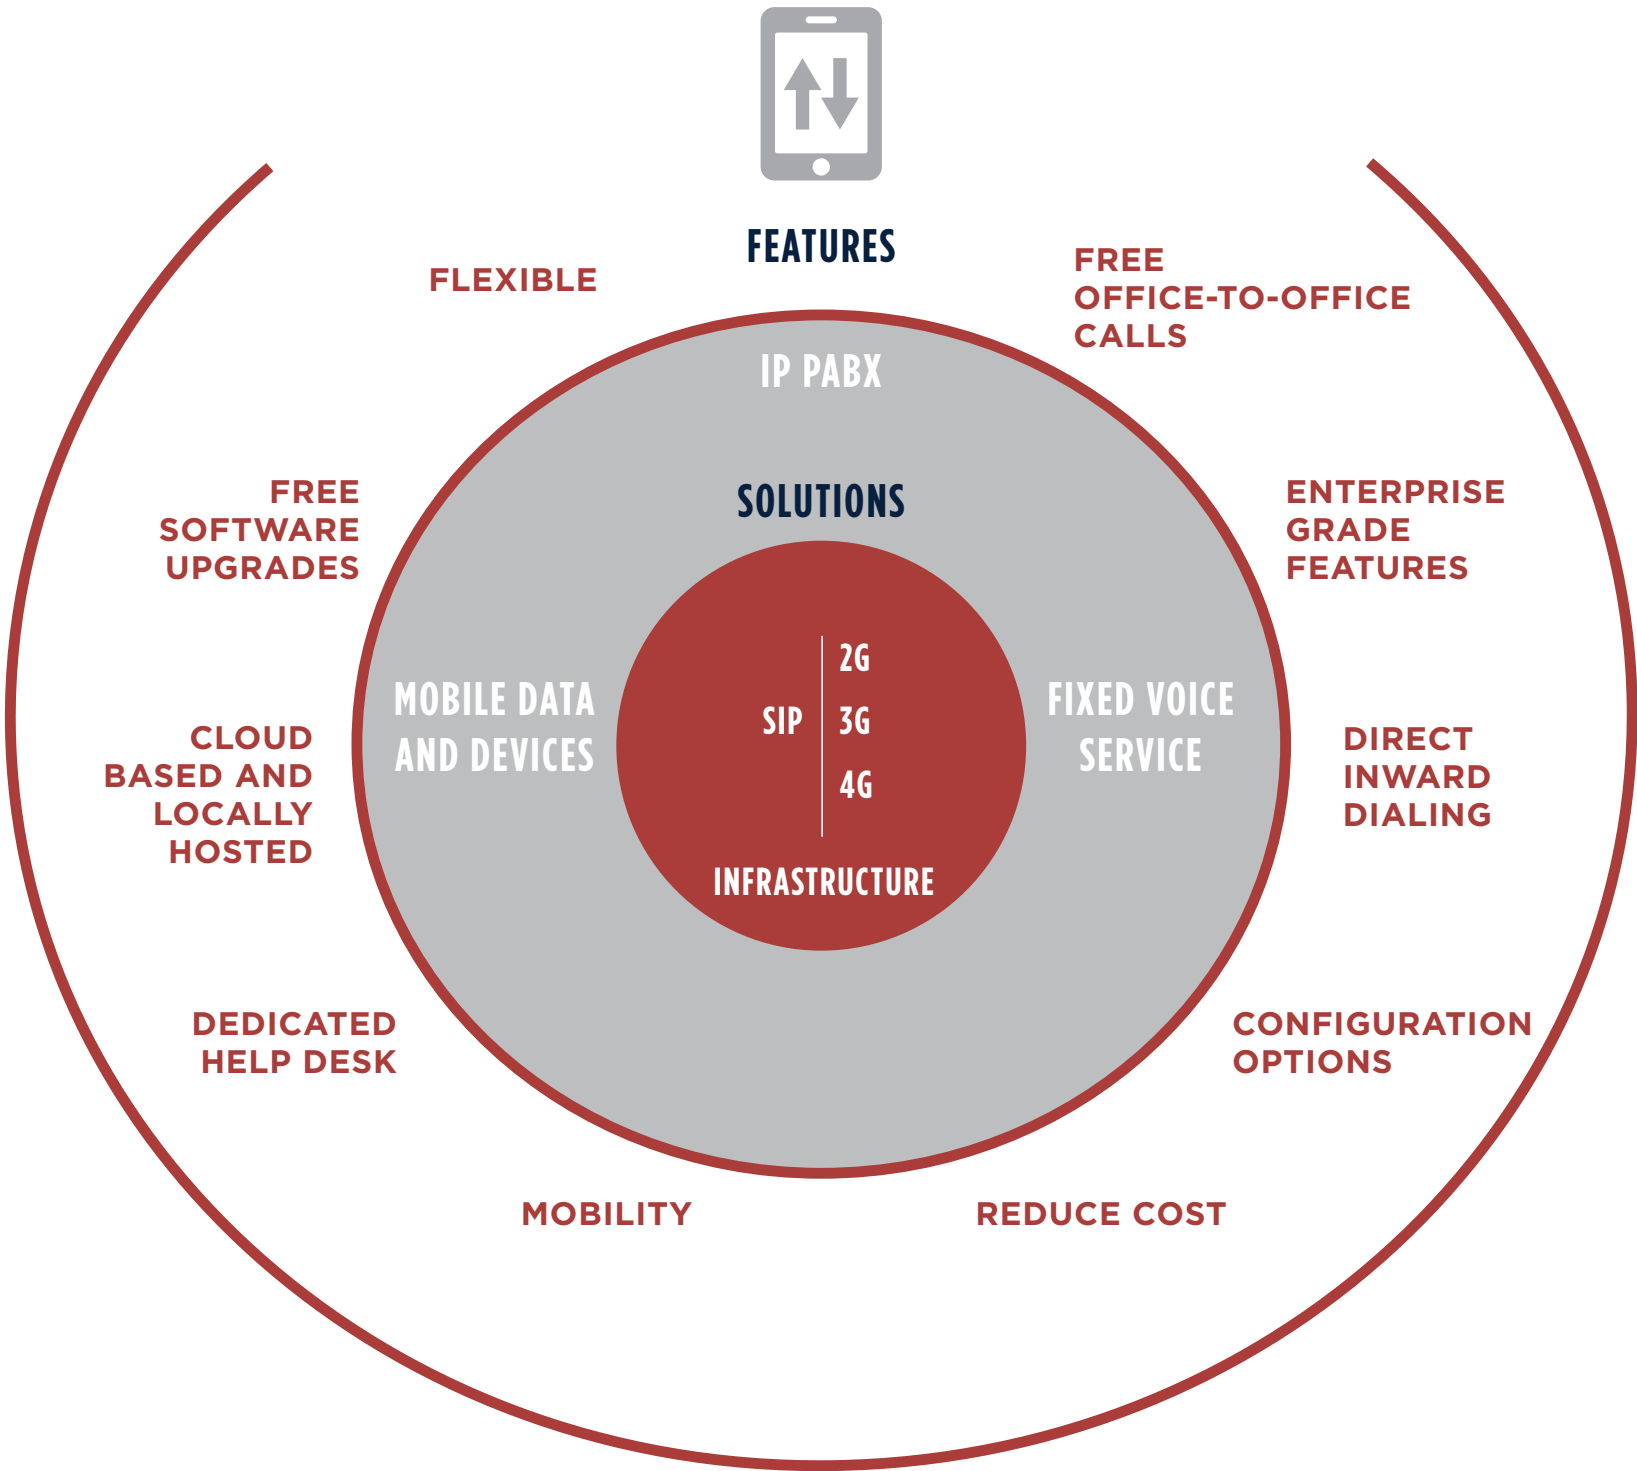 FEATURES
FLEXIBLE
FREE
OFFICE-TO-OFFICE
CALLS
IP PABX
SOLUTIONS
FREE
SOFTWARE
UPGRADES
ENTERPRISE
GRADE
FEATURES
MOBILE DATA
AND DEVICES
SIP
2G
3G
4G
INFRASTRUCTURE
FIXED VOICE
SERVICE
CLOUD
BASED AND
LOCALLY
HOSTED
DIRECT
INWARD
DIALING
DEDICATED
HELP DESK
CONFIGURATION
OPTIONS
MOBILITY
REDUCE COST